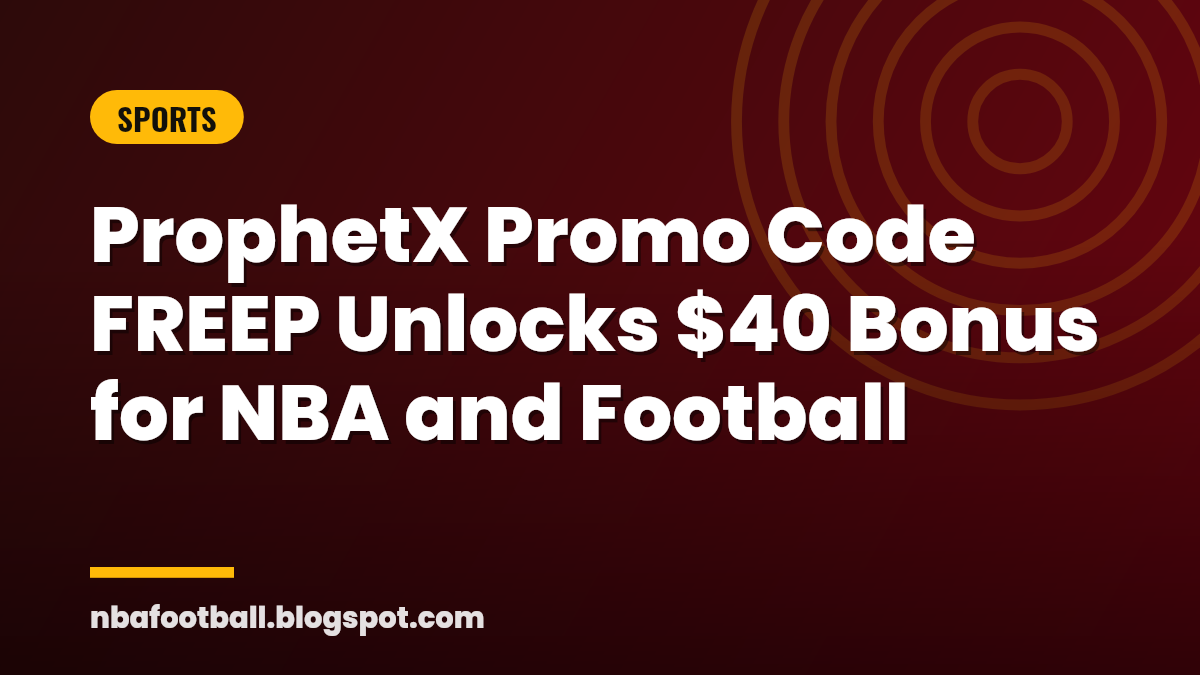 SPORTS
ProphetX Promo Code
FREEP Unlocks $40 Bonus
for NBA and Football
nbafootball.blogspot.com